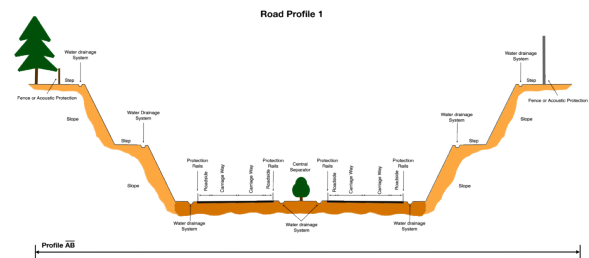 Road Profile 1
Water drainage
System
Step
Fence or Acoustic Protection
Slope
Water Drainage
System
Step
Slope
Protection
Rails
Roadside
Carriage Way
Carriage Way
Roadside
Protection
Rails
Central
Separator
Protection
Rails
Roadside
Carriage Way
Carriage Way
Roadside
Protection
Rails
Water drainage
System
Step
Fence or Acoustic Protection
Slope
Water drainage
System
Step
Slope
Water drainage
System
Water drainage
System
Water drainage
System
Profile AB